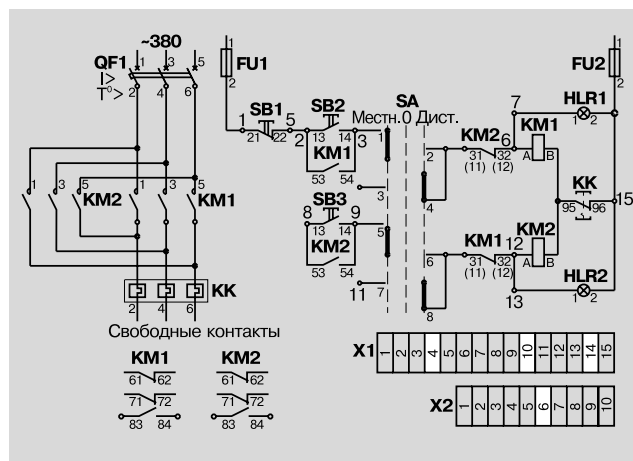 ~380
QF1
I>
T°>
1 3 5
2 4 6
FU1
1
2
FU2
1
2
1 SB1 5
21 22
SB2
2 13 14 3
KM1
53 54
SA
Местн. 0 Дист.
1
2
3
4
5
6
7
8
7
HLR1
1 2
KM2 6 KM1
31 32 A B
(11) (12)
KK
95 96
15
SB3
8 9
13 14
KM2
53 54
11
KM1 12 KM2
31 32 A B
(11) (12)
HLR2
13 1 2
1 3 5 KM2 1 3 5 KM1
KK
2 4 6
Свободные контакты
KM1 KM2
61 62 61 62
71 72 71 72
83 84 83 84
X1 1 2 3 4 5 6 7 8 9 10 11 12 13 14 15
X2 1 2 3 4 5 6 7 8 9 10